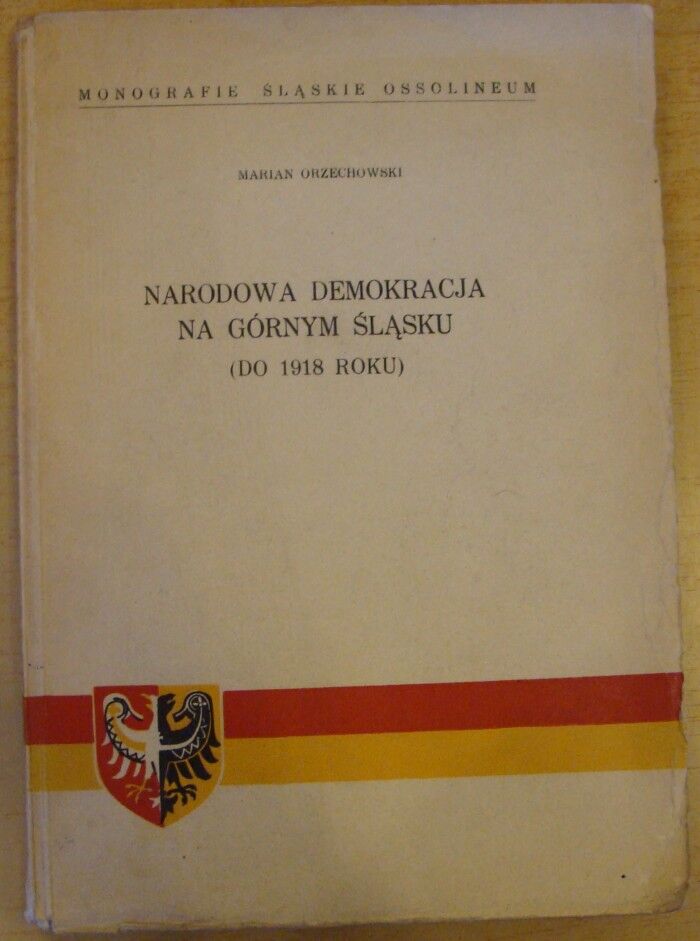 MONOGRAFIE ŚLĄSKIE OSSOLINEUM
MARIAN ORZECHOWSKI
NARODOWA DEMOKRACJA
NA GÓRNYM ŚLĄSKU
(DO 1918 ROKU)